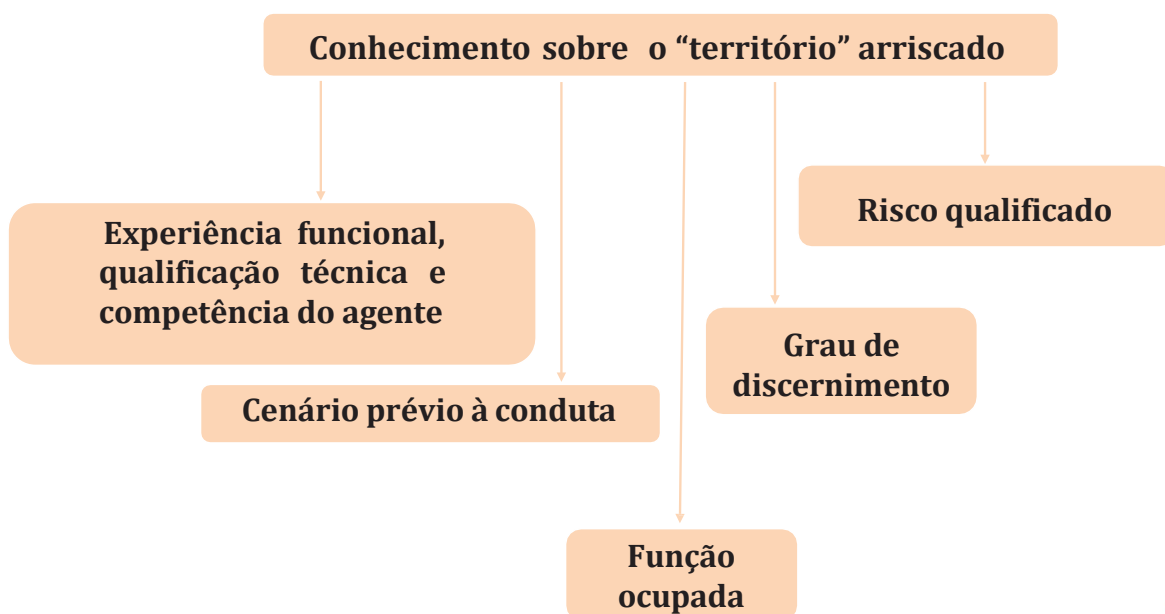 Conhecimento sobre o “território” arriscado
Experiência funcional,
qualificação técnica e
competência do agente
Cenário prévio à conduta
Função
ocupada
Grau de
discernimento
Risco qualificado